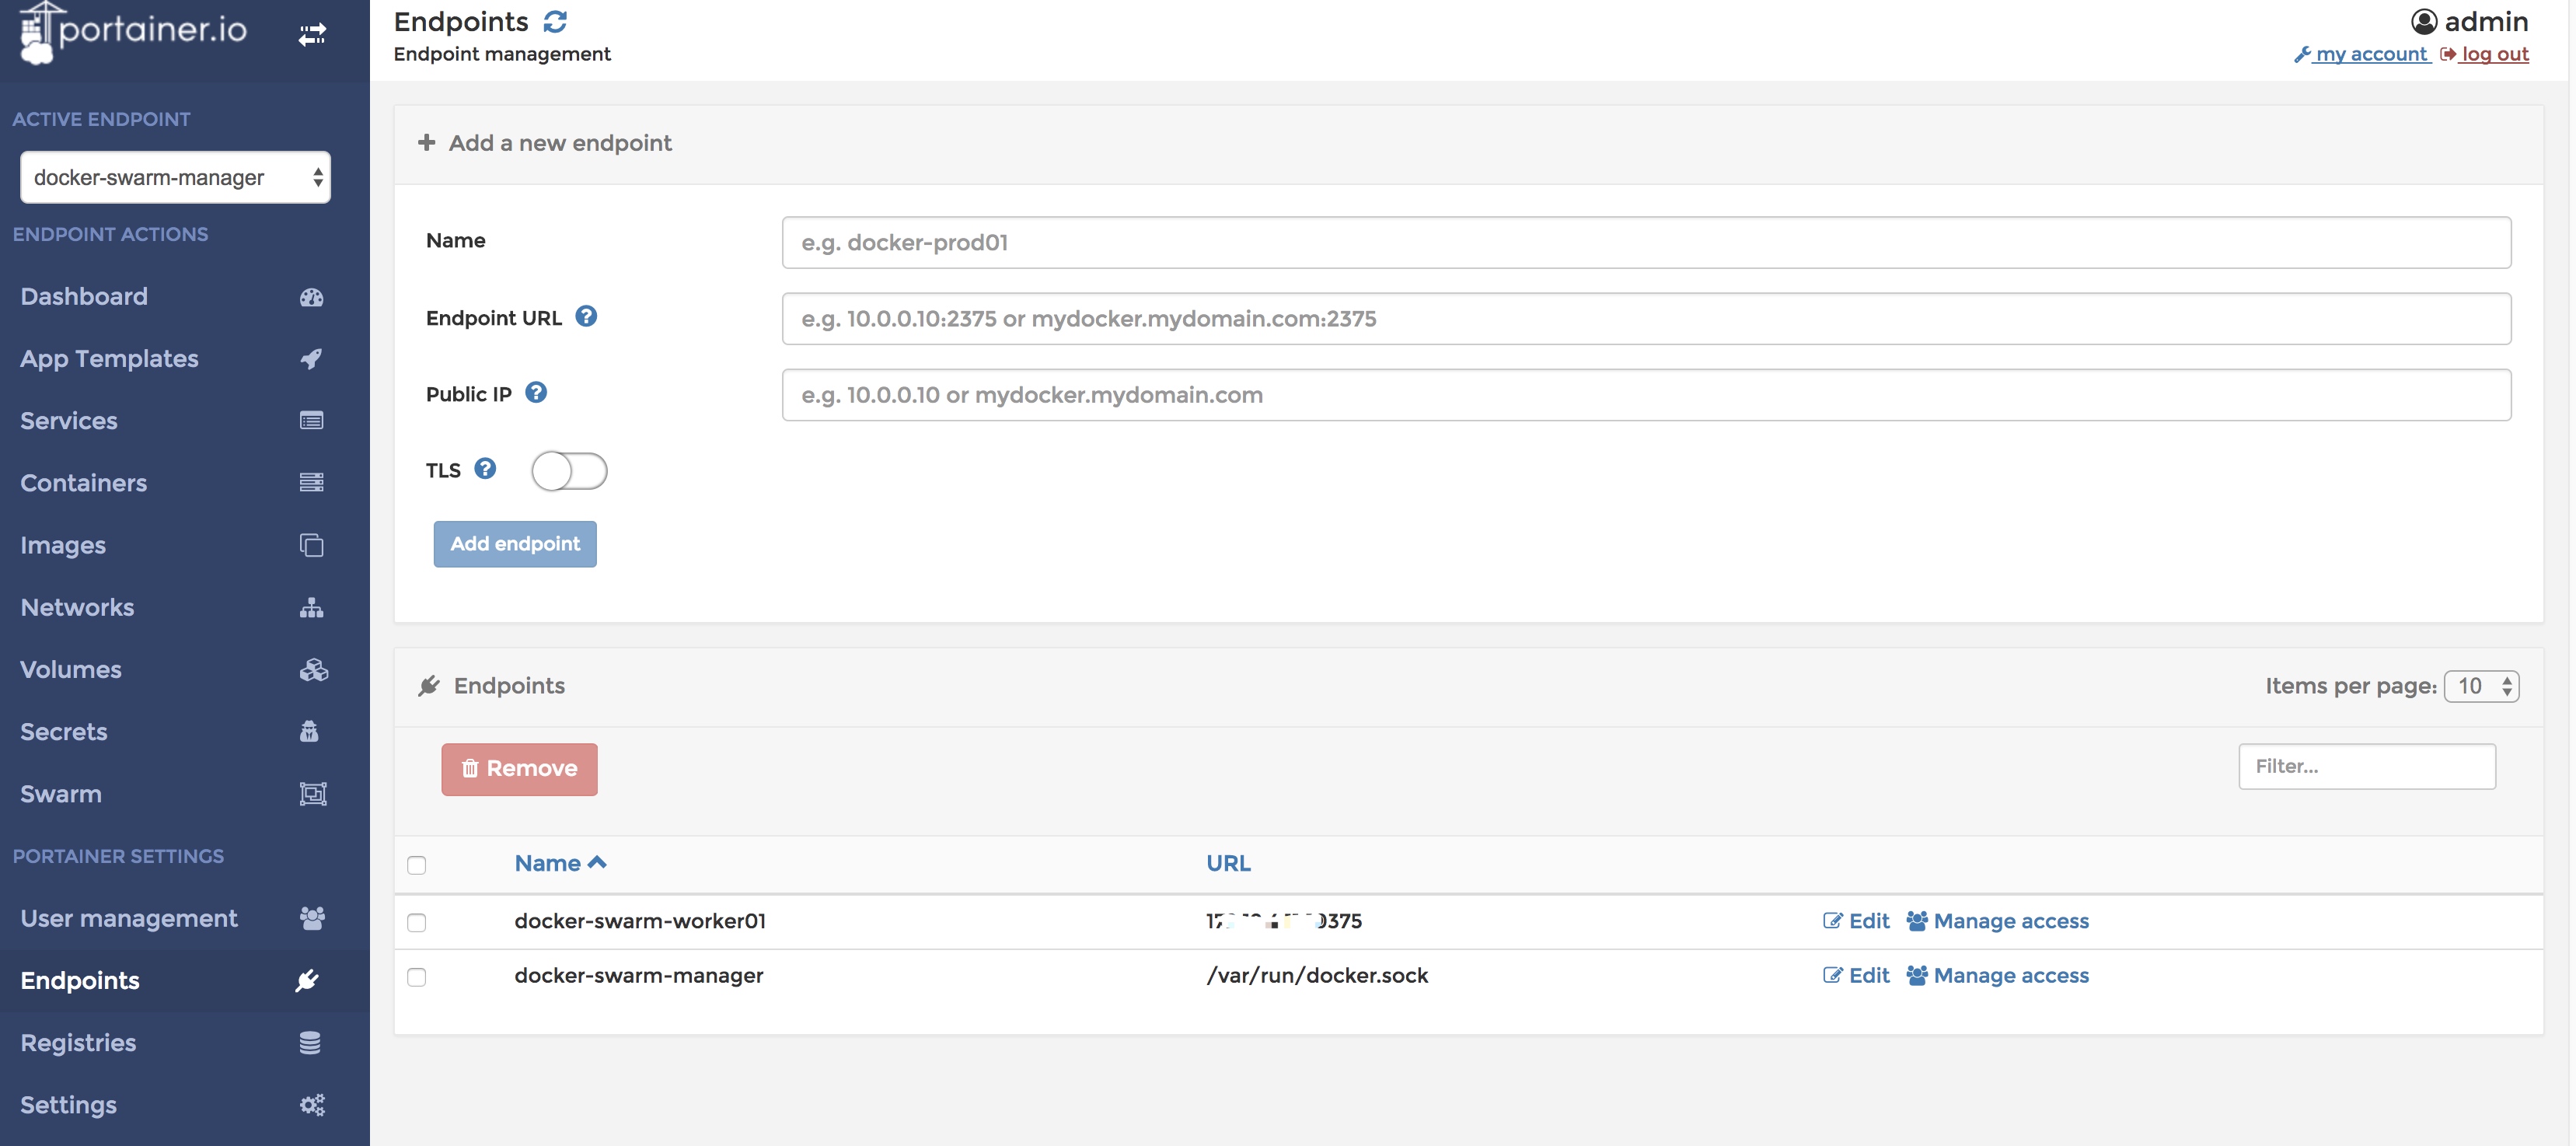 portainer.io
Endpoints
Endpoint management
admin
my account log out
ACTIVE ENDPOINT
docker-swarm-manager
ENDPOINT ACTIONS
Dashboard
App Templates
Services
Containers
Images
Networks
Volumes
Secrets
Swarm
PORTAINER SETTINGS
User management
Endpoints
Registries
Settings
Add a new endpoint
Name
e.g. docker-prod01
Endpoint URL
e.g. 10.0.0.10:2375 or mydocker.mydomain.com:2375
Public IP
e.g. 10.0.0.10 or mydocker.mydomain.com
TLS
Add endpoint
Endpoints
Items per page: 10
Remove
Filter...
Name URL
docker-swarm-worker01 Edit Manage access
docker-swarm-manager /var/run/docker.sock Edit Manage access